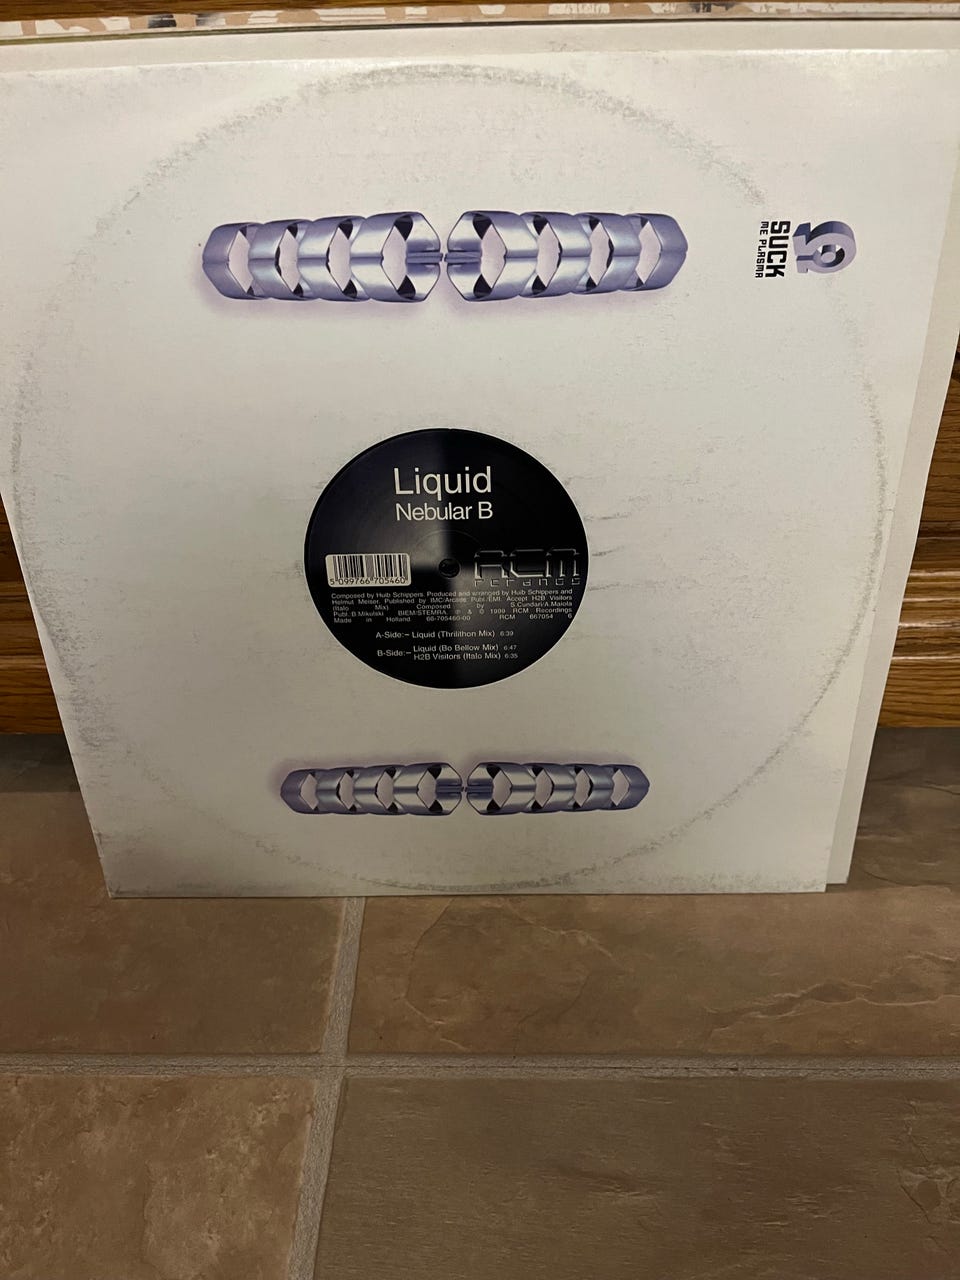 SUCK
ME PLASMA
Liquid
Nebular B
5 099766 705460
RCM
recordings
Composed by Huib Schippers. Produced and arranged by Huib Schippers and
Helmut Meiser. Published by IMC/Arcade Publ./EMI. Accept H2B Visitors
(Italo Mix) Composed by S.Cundari/A.Maiola
Publ. B.Mikulski BIEM/STEMRA. ℗ & © 1999 RCM Recordings
Made in Holland 66-705460-00 RCM 667054 6
A-Side:– Liquid (Thrilithon Mix) 6:39
B-Side:– Liquid (Bo Bellow Mix) 6:47
H2B Visitors (Italo Mix) 6:35